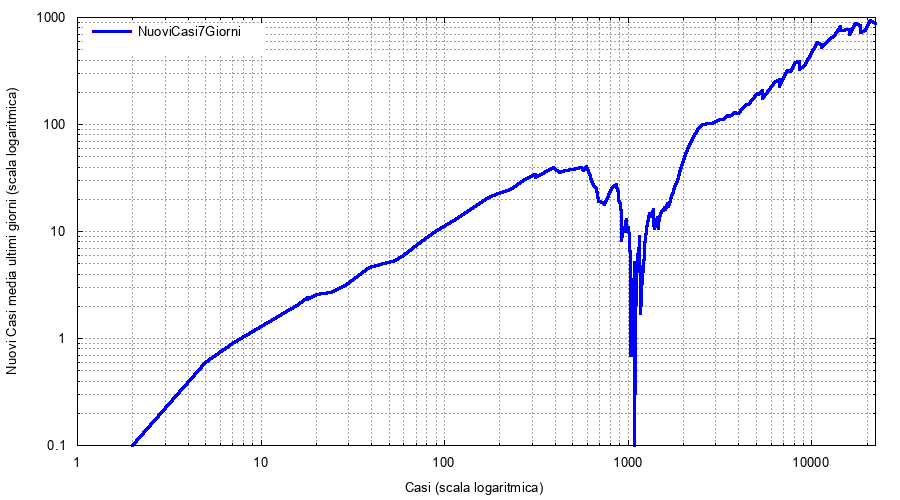 NuoviCasi7Giorni
Nuovi Casi media ultimi giorni (scala logaritmica)
1000
100
10
1
0.1
1 10 100 1000 10000
Casi (scala logaritmica)